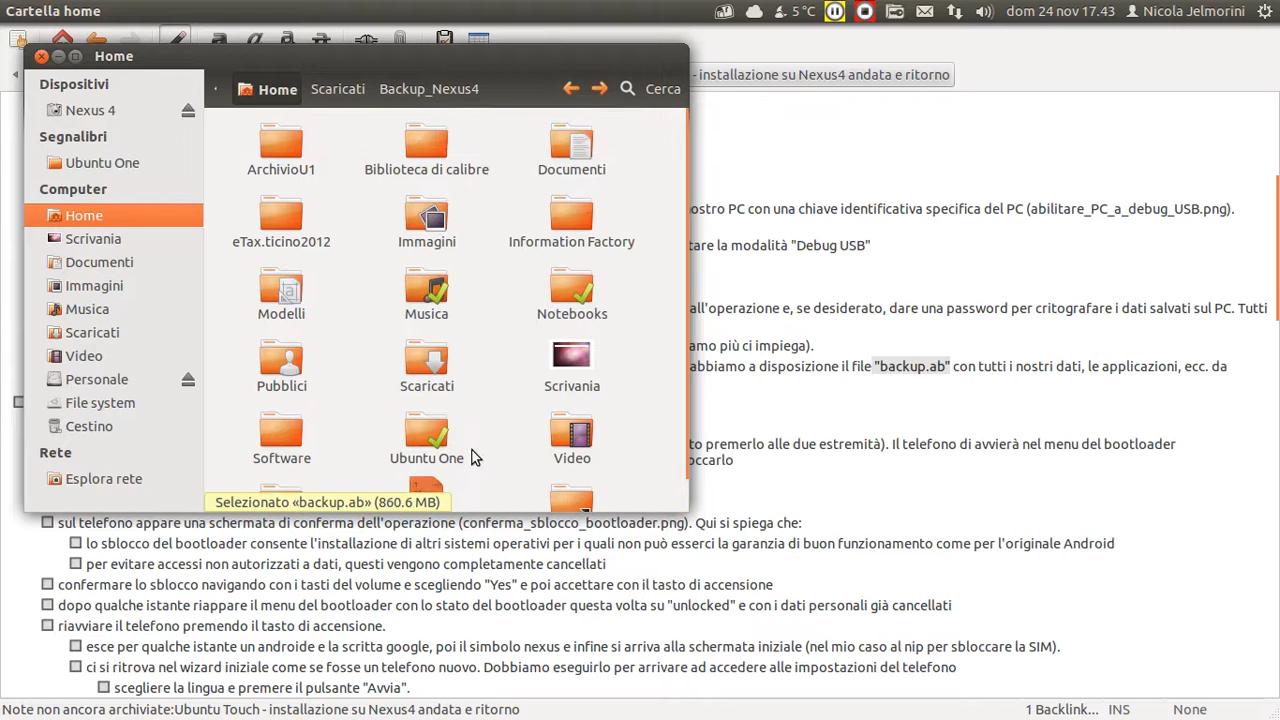 Cartella home
5 °C
dom 24 nov 17.43
Nicola Jelmorini
Home
- installazione su Nexus4 andata e ritorno
Dispositivi
Nexus 4
Segnalibri
Ubuntu One
Computer
Home
Scrivania
Documenti
Immagini
Musica
Scaricati
Video
Personale
File system
Cestino
Rete
Esplora rete
Home
Scaricati
Backup_Nexus4
Cerca
ArchivioU1
Biblioteca di calibre
Documenti
eTax.ticino2012
Immagini
Information Factory
Modelli
Musica
Notebooks
Pubblici
Scaricati
Scrivania
Software
Ubuntu One
Video
Selezionato «backup.ab» (860.6 MB)
nostro PC con una chiave identificativa specifica del PC (abilitare_PC_a_debug_USB.png).
tare la modalità "Debug USB"
all'operazione e, se desiderato, dare una password per critografare i dati salvati sul PC. Tutti
amo più ci impiega).
abbiamo a disposizione il file "backup.ab" con tutti i nostri dati, le applicazioni, ecc. da
to premerlo alle due estremità). Il telefono di avvierà nel menu del bootloader
occarlo
sul telefono appare una schermata di conferma dell'operazione (conferma_sblocco_bootloader.png). Qui si spiega che:
lo sblocco del bootloader consente l'installazione di altri sistemi operativi per i quali non può esserci la garanzia di buon funzionamento come per l'originale Android
per evitare accessi non autorizzati a dati, questi vengono completamente cancellati
confermare lo sblocco navigando con i tasti del volume e scegliendo "Yes" e poi accettare con il tasto di accensione
dopo qualche istante riappare il menu del bootloader con lo stato del bootloader questa volta su "unlocked" e con i dati personali già cancellati
riavviare il telefono premendo il tasto di accensione.
esce per qualche istante un androide e la scritta google, poi il simbolo nexus e infine si arriva alla schermata iniziale (nel mio caso al nip per sbloccare la SIM).
ci si ritrova nel wizard iniziale come se fosse un telefono nuovo. Dobbiamo eseguirlo per arrivare ad accedere alle impostazioni del telefono
scegliere la lingua e premere il pulsante "Avvia".
Note non ancora archiviate:Ubuntu Touch - installazione su Nexus4 andata e ritorno
1 Backlink...
INS
None